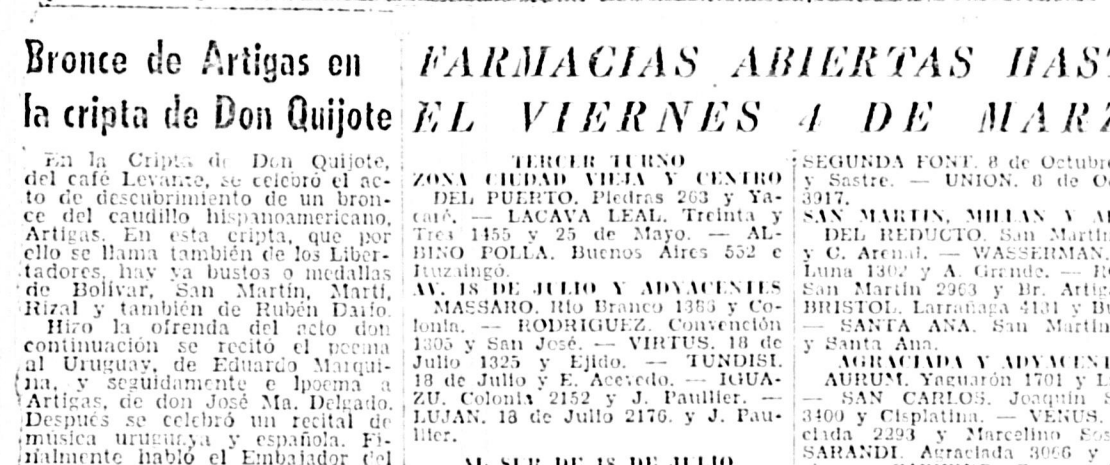 Bronce de Artigas en
la cripta de Don Quijote
En la Cripta de Don Quijote,
del café Levante, se celebró el ac-
to de descubrimiento de un bron-
ce del caudillo hispanoamericano,
Artigas. En esta cripta, que por
ello se llama también de los Liber-
tadores, hay ya bustos o medallas
de Bolívar, San Martín, Martí,
Rizal y también de Rubén Darío.
Hizo la ofrenda del acto don
continuación se recitó el poema
al Uruguay, de Eduardo Marqui-
na, y seguidamente e lpoema a
Artigas, de don José Ma. Delgado.
Después se celebró un recital de
música uruguaya y española. Fi-
nalmente habló el Embajador del
FARMACIAS ABIERTAS HAST
EL VIERNES 4 DE MARZ
TERCER TURNO
ZONA CIUDAD VIEJA Y CENTRO
DEL PUERTO. Piedras 263 y Ya-
caré. — LACAVA LEAL. Treinta y
Tres 1455 y 25 de Mayo. — AL-
BINO POLLA. Buenos Aires 552 e
Ituzaingó.
AV. 18 DE JULIO Y ADYACENTES
MASSARO. Río Branco 1386 y Co-
lonia. — RODRIGUEZ. Convención
1305 y San José. — VIRTUS. 18 de
Julio 1325 y Ejido. — TUNDISI.
18 de Julio y E. Acevedo. — IGUA-
ZU. Colonia 2152 y J. Paullier. —
LUJAN. 18 de Julio 2176. y J. Pau-
llier.
AL SUR DE 18 DE JULIO
SEGUNDA FONT. 8 de Octubre
y Sastre. — UNION. 8 de Oc
3917.
SAN MARTIN, MILLAN Y A
DEL REDUCTO. San Martín
y C. Arenal. — WASSERMAN.
Luna 1302 y A. Grande. — R
San Martín 2963 y Br. Artig
BRISTOL. Larrañaga 4131 y B
— SANTA ANA. San Martín
y Santa Ana.
AGRACIADA Y ADYACENT
AURUM. Yaguarón 1701 y L
— SAN CARLOS. Joaquín S
3400 y Cisplatina. — VENUS.
ciada 2293 y Marcelino Sos
SARANDI. Agraciada 3066 y